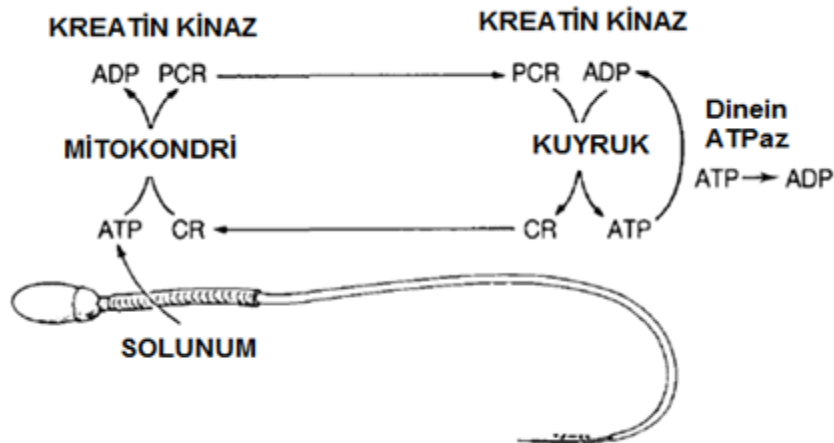 KREATİN KİNAZ
KREATİN KİNAZ
ADP PCR
PCR ADP
Dinein
ATPaz
MİTOKONDRİ
KUYRUK
ATP → ADP
ATP CR
CR ATP
SOLUNUM